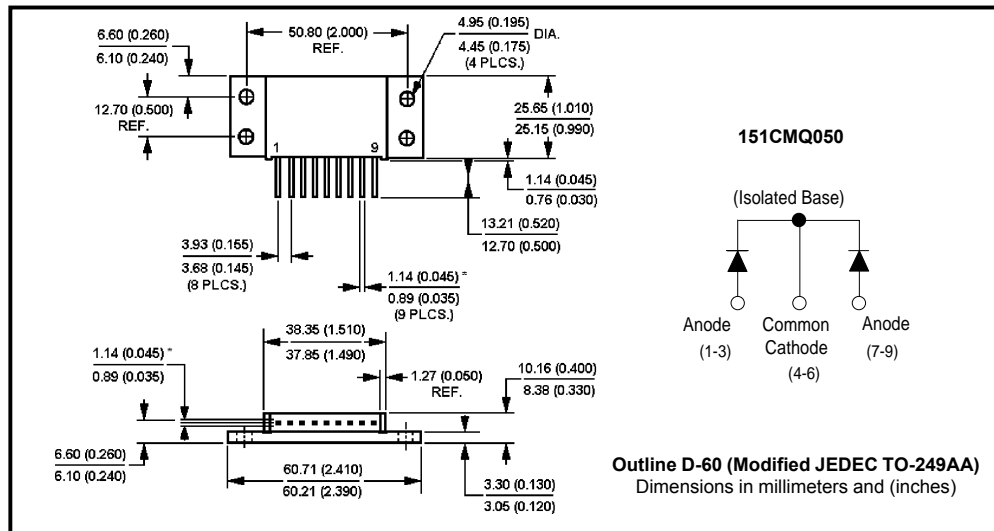 6.60 (0.260)
6.10 (0.240)
50.80 (2.000)
REF.
4.95 (0.195)
4.45 (0.175)
DIA.
(4 PLCS.)
12.70 (0.500)
REF.
25.65 (1.010)
25.15 (0.990)
1 9
1.14 (0.045)
0.76 (0.030)
13.21 (0.520)
12.70 (0.500)
3.93 (0.155)
3.68 (0.145)
(8 PLCS.)
1.14 (0.045) *
0.89 (0.035)
(9 PLCS.)
38.35 (1.510)
37.85 (1.490)
1.14 (0.045) *
0.89 (0.035)
1.27 (0.050)
REF.
10.16 (0.400)
8.38 (0.330)
6.60 (0.260)
6.10 (0.240)
60.71 (2.410)
60.21 (2.390)
3.30 (0.130)
3.05 (0.120)
151CMQ050
(Isolated Base)
Anode Common Anode
(1-3) Cathode (7-9)
(4-6)
Outline D-60 (Modified JEDEC TO-249AA)
Dimensions in millimeters and (inches)